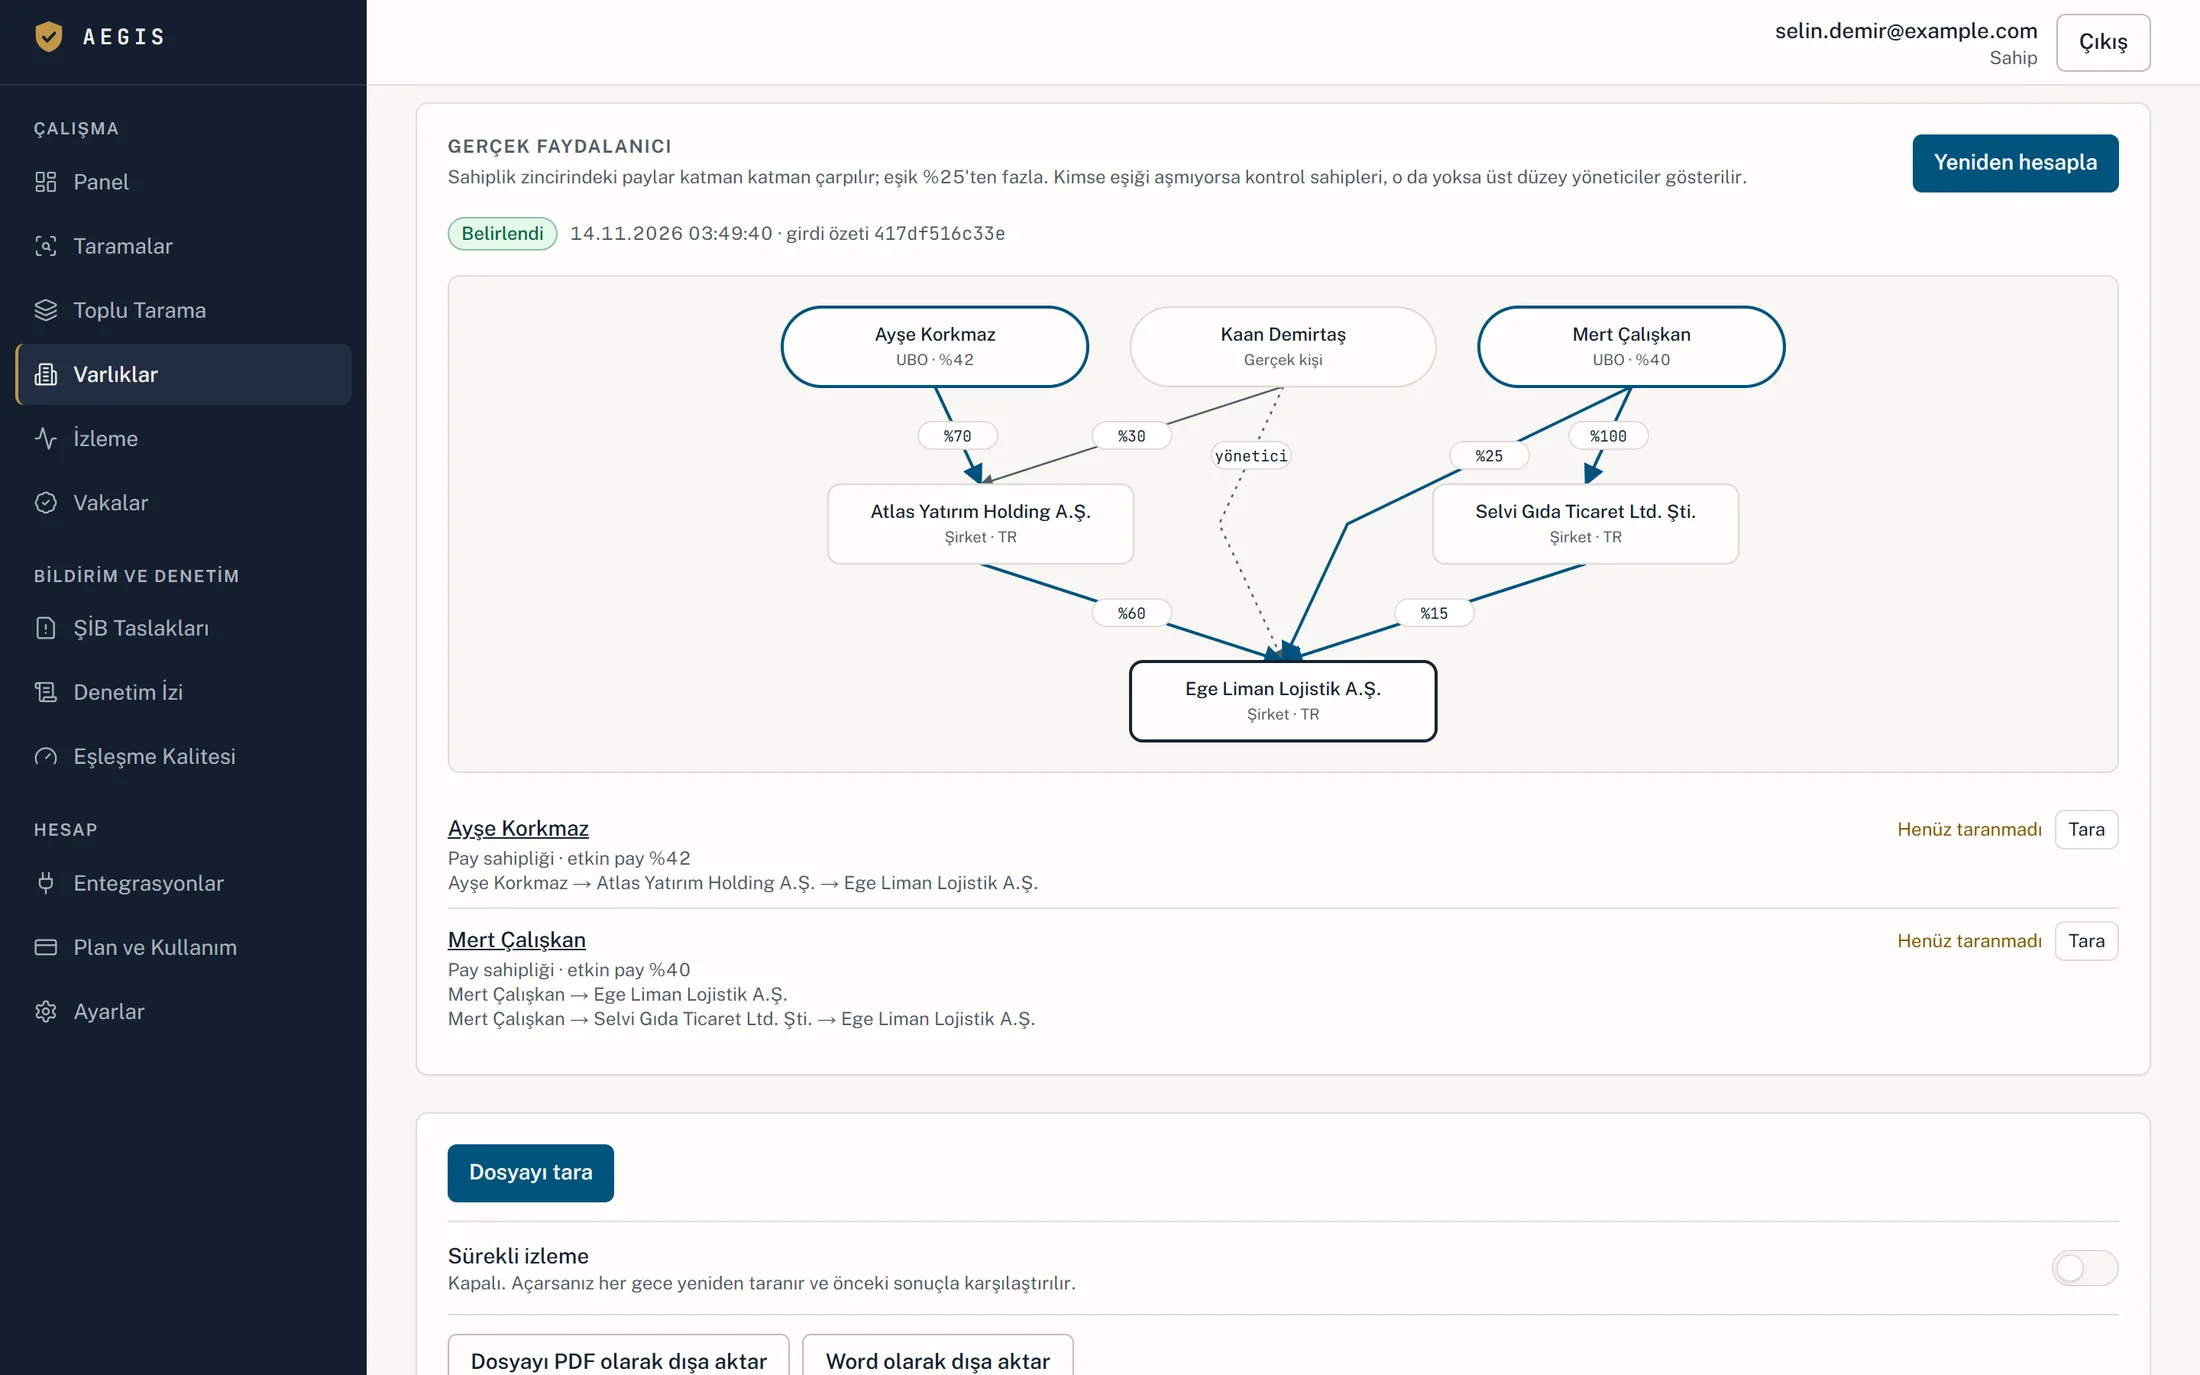 AEGIS
selin.demir@example.com
Sahip
Çıkış
ÇALIŞMA
Panel
Taramalar
Toplu Tarama
Varlıklar
İzleme
Vakalar
BİLDİRİM VE DENETİM
ŞİB Taslakları
Denetim İzi
Eşleşme Kalitesi
HESAP
Entegrasyonlar
Plan ve Kullanım
Ayarlar
GERÇEK FAYDALANICI
Sahiplik zincirindeki paylar katman katman çarpılır; eşik %25'ten fazla. Kimse eşiği aşmıyorsa kontrol sahipleri, o da yoksa üst düzey yöneticiler gösterilir.
Yeniden hesapla
Belirlendi 14.11.2026 03:49:40 · girdi özeti 417df516c33e
Ayşe Korkmaz
UBO · %42
Kaan Demirtaş
Gerçek kişi
Mert Çalışkan
UBO · %40
%70
%30
yönetici
%25
%100
Atlas Yatırım Holding A.Ş.
Şirket · TR
Selvi Gıda Ticaret Ltd. Şti.
Şirket · TR
%60
%15
Ege Liman Lojistik A.Ş.
Şirket · TR
Ayşe Korkmaz
Pay sahipliği · etkin pay %42
Ayşe Korkmaz → Atlas Yatırım Holding A.Ş. → Ege Liman Lojistik A.Ş.
Henüz taranmadı
Tara
Mert Çalışkan
Pay sahipliği · etkin pay %40
Mert Çalışkan → Ege Liman Lojistik A.Ş.
Mert Çalışkan → Selvi Gıda Ticaret Ltd. Şti. → Ege Liman Lojistik A.Ş.
Henüz taranmadı
Tara
Dosyayı tara
Sürekli izleme
Kapalı. Açarsanız her gece yeniden taranır ve önceki sonuçla karşılaştırılır.
Dosyayı PDF olarak dışa aktar
Word olarak dışa aktar